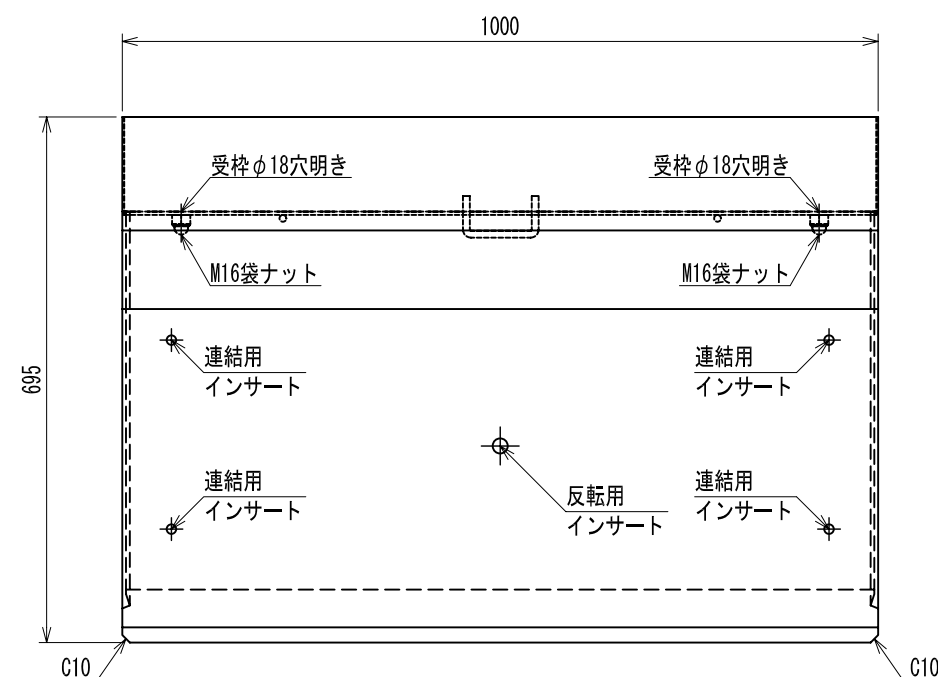 1000
受枠φ18穴明き
受枠φ18穴明き
M16袋ナット
M16袋ナット
連結用
インサート
連結用
インサート
695
連結用
インサート
反転用
インサート
連結用
インサート
C10
C10